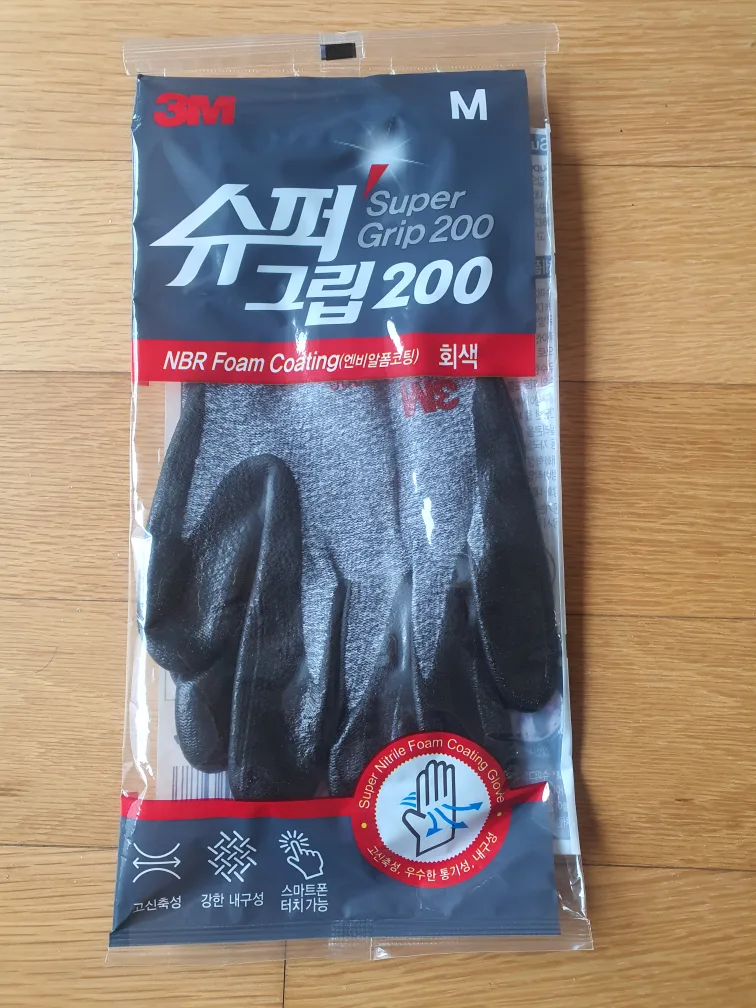 3M
M
슈퍼
Super
Grip 200
그립 200
NBR Foam Coating(엔비알폼코팅) 회색
3M
Super Nitrile Foam Coating Glove
고신축성, 우수한 통기성, 내구성
고신축성
강한 내구성
스마트폰
터치가능